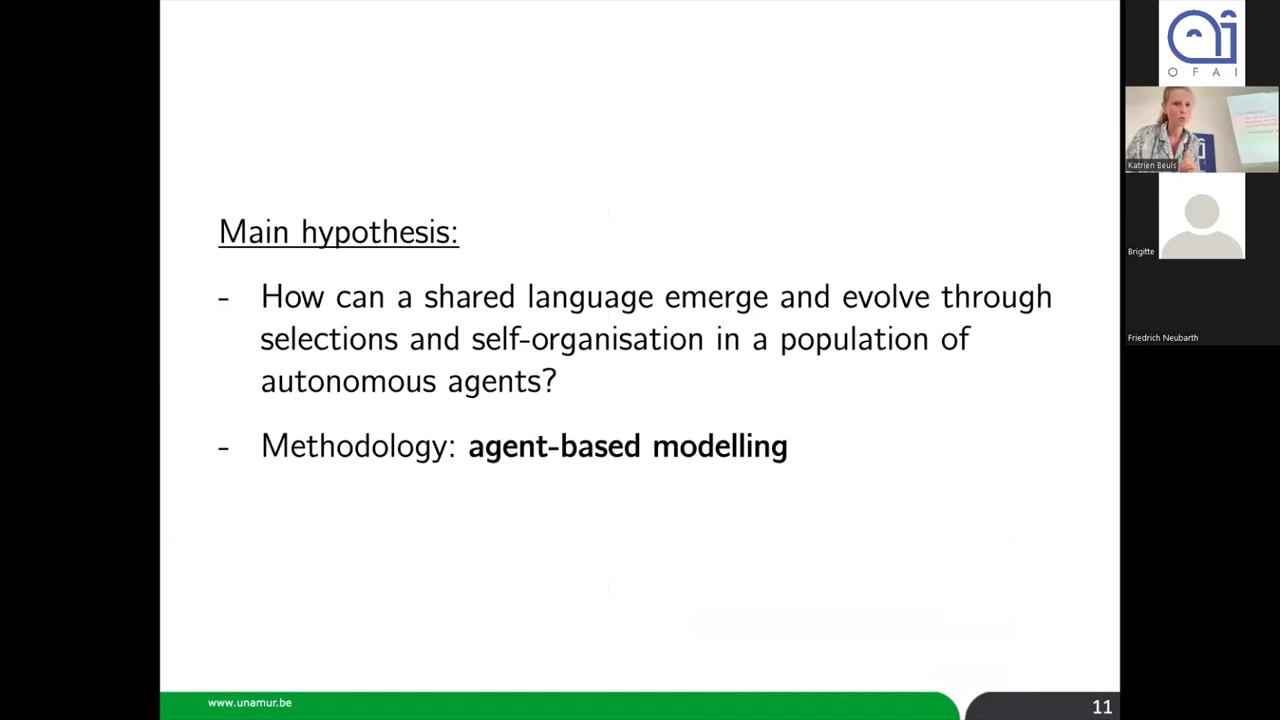 Main hypothesis:
- How can a shared language emerge and evolve through
selections and self-organisation in a population of
autonomous agents?
- Methodology: agent-based modelling
www.unamur.be
11
OFAI
Katrien Beuls
Brigitte
Friedrich Neubarth